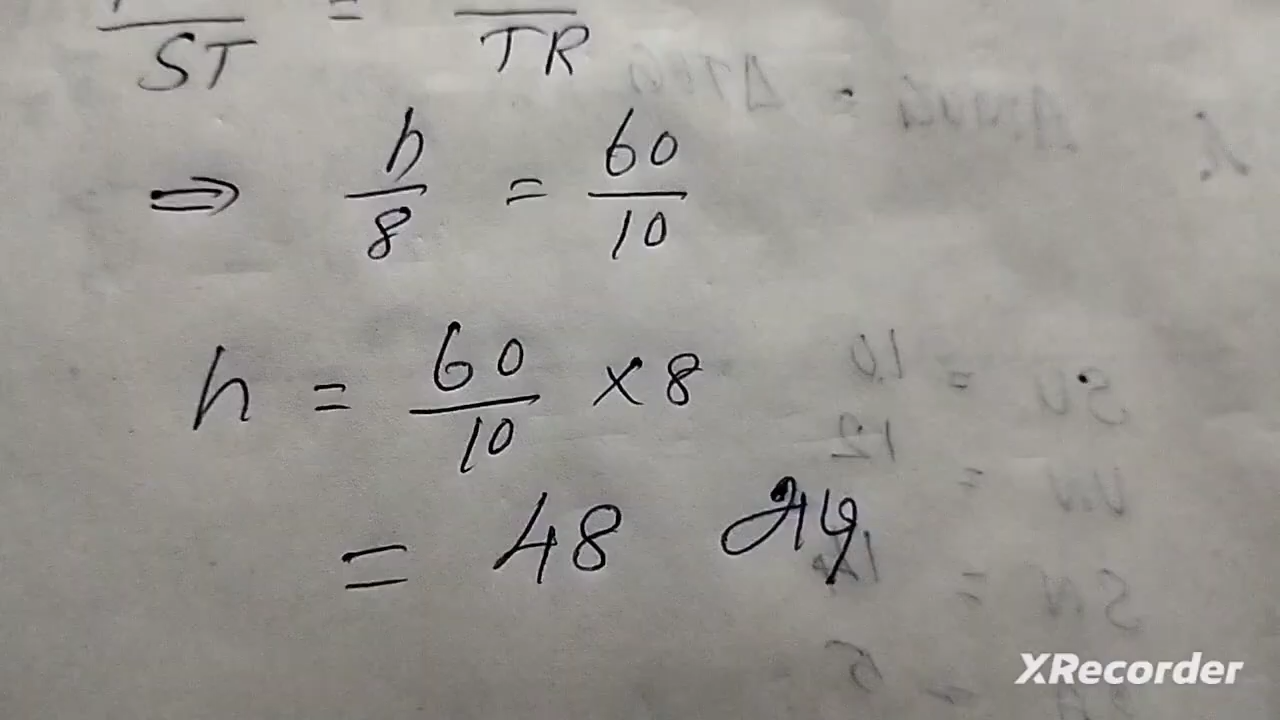 ST = TR
⇒ h/8 = 60/10
h = 60/10 × 8
= 48
XRecorder